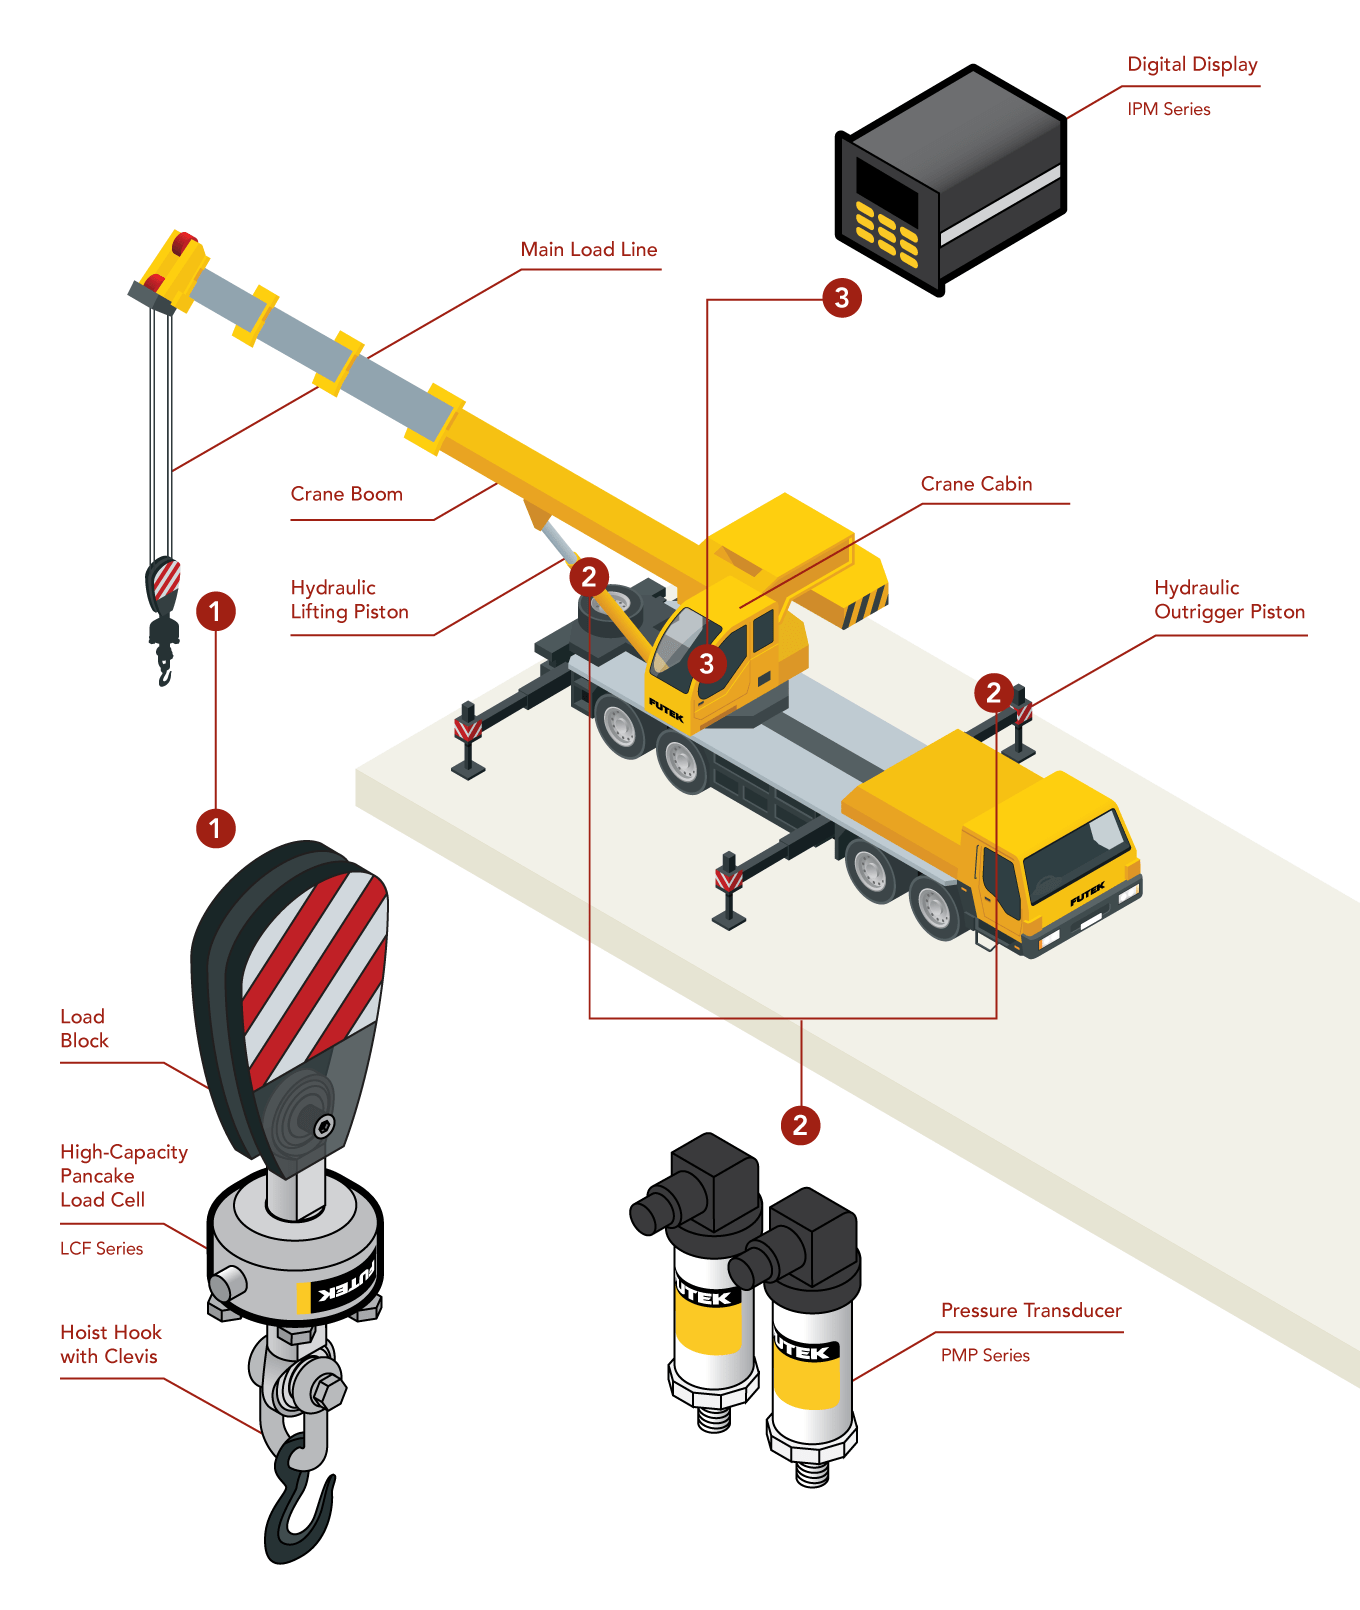 Digital Display
IPM Series
Main Load Line
3
Crane Cabin
Crane Boom
Hydraulic
Lifting Piston
2
Hydraulic
Outrigger Piston
1
3
2
FUTEK
FUTEK
1
Load
Block
2
High-Capacity
Pancake
Load Cell
LCF Series
FUTEK
Hoist Hook
with Clevis
UTEK
UTEK
Pressure Transducer
PMP Series